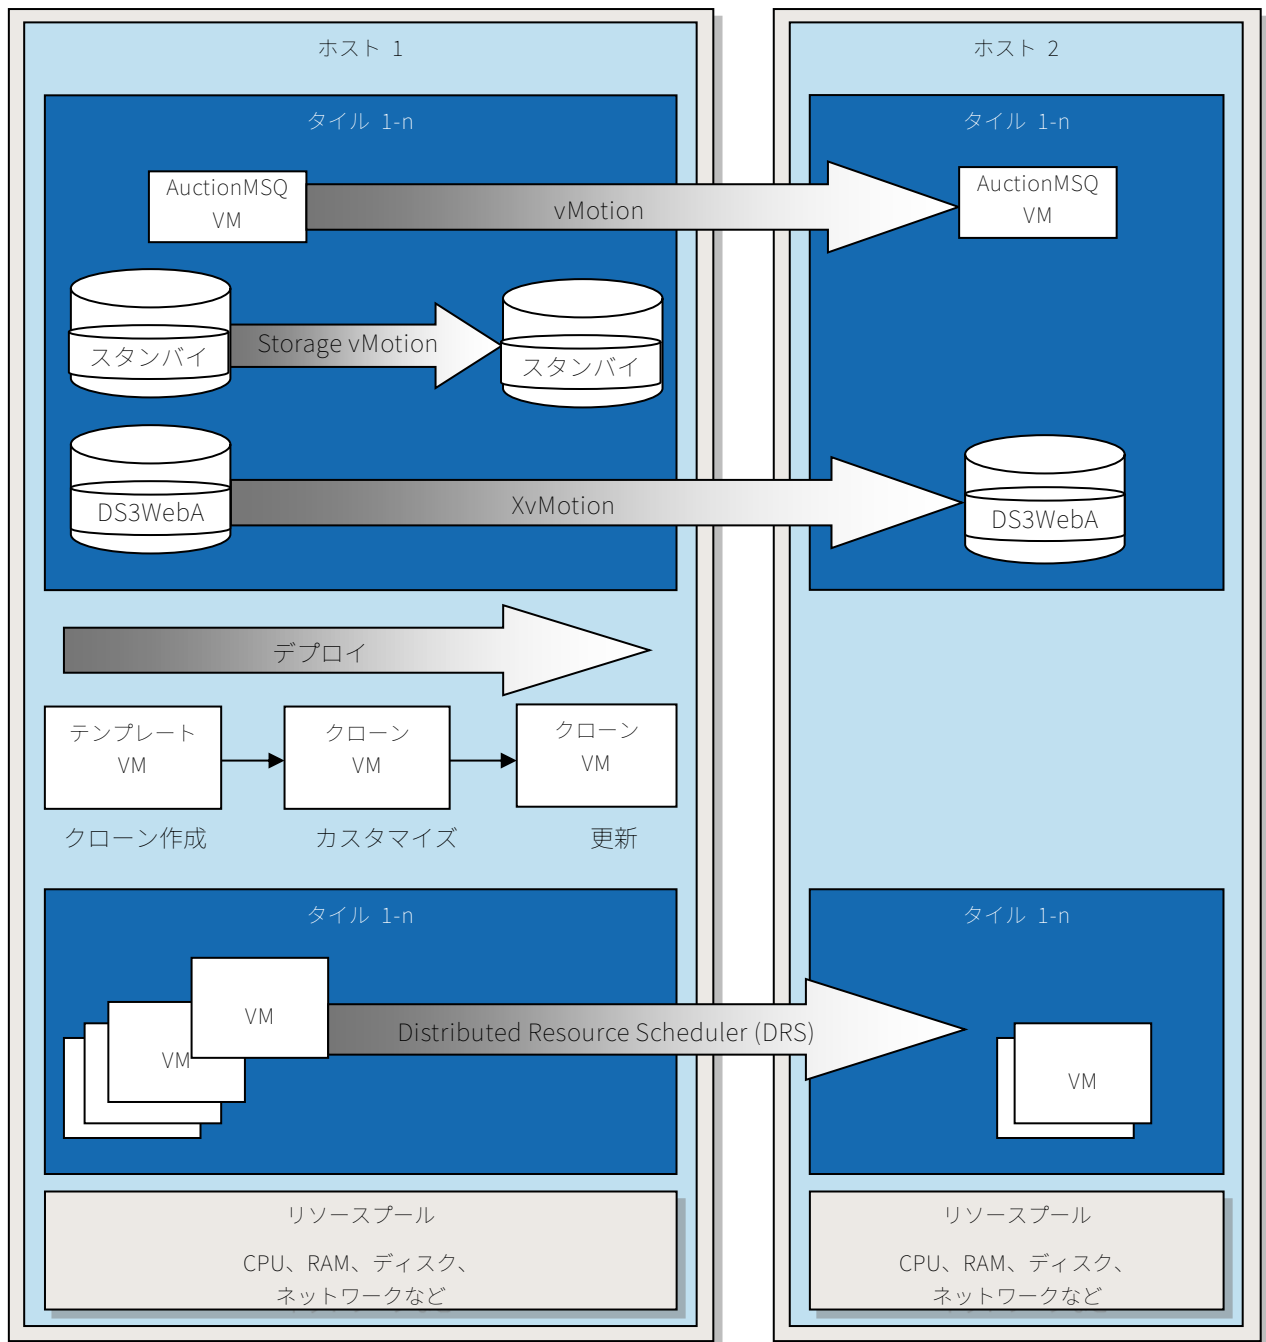 ホスト 1
タイル 1-n
AuctionMSQ
VM
vMotion
スタンバイ
Storage vMotion
スタンバイ
DS3WebA
XvMotion
デプロイ
テンプレート
VM
クローン
VM
クローン
VM
クローン作成
カスタマイズ
更新
タイル 1-n
VM
VM
Distributed Resource Scheduler (DRS)
リソースプール
CPU、RAM、ディスク、
ネットワークなど
ホスト 2
タイル 1-n
AuctionMSQ
VM
DS3WebA
タイル 1-n
VM
リソースプール
CPU、RAM、ディスク、
ネットワークなど